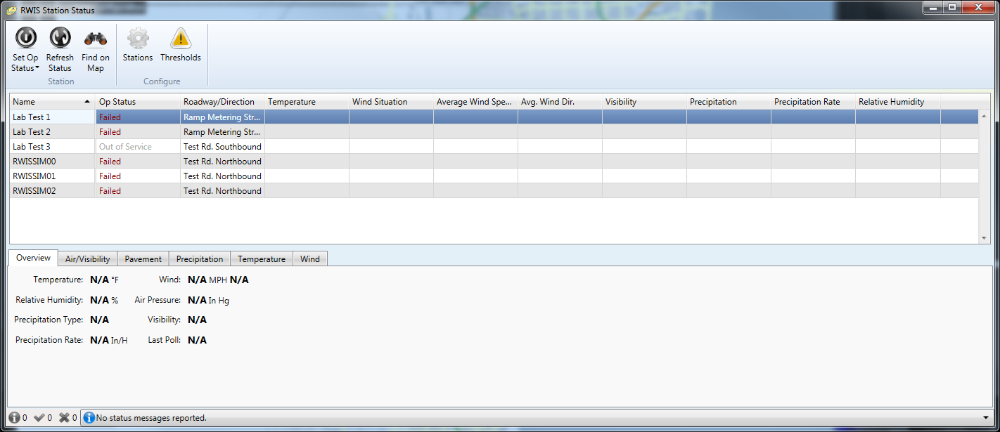 RWIS Station Status
Set Op Status
Refresh Status
Find on Map
Stations
Thresholds
Station
Configure
Name Op Status Roadway/Direction Temperature Wind Situation Average Wind Spe... Avg. Wind Dir. Visibility Precipitation Precipitation Rate Relative Humidity
Lab Test 1 Failed Ramp Metering Str...
Lab Test 2 Failed Ramp Metering Str...
Lab Test 3 Out of Service Test Rd. Southbound
RWISSIM00 Failed Test Rd. Northbound
RWISSIM01 Failed Test Rd. Northbound
RWISSIM02 Failed Test Rd. Northbound
Overview Air/Visibility Pavement Precipitation Temperature Wind
Temperature: N/A °F Wind: N/A MPH N/A
Relative Humidity: N/A % Air Pressure: N/A In Hg
Precipitation Type: N/A Visibility: N/A
Precipitation Rate: N/A In/H Last Poll: N/A
0 0 0 No status messages reported.